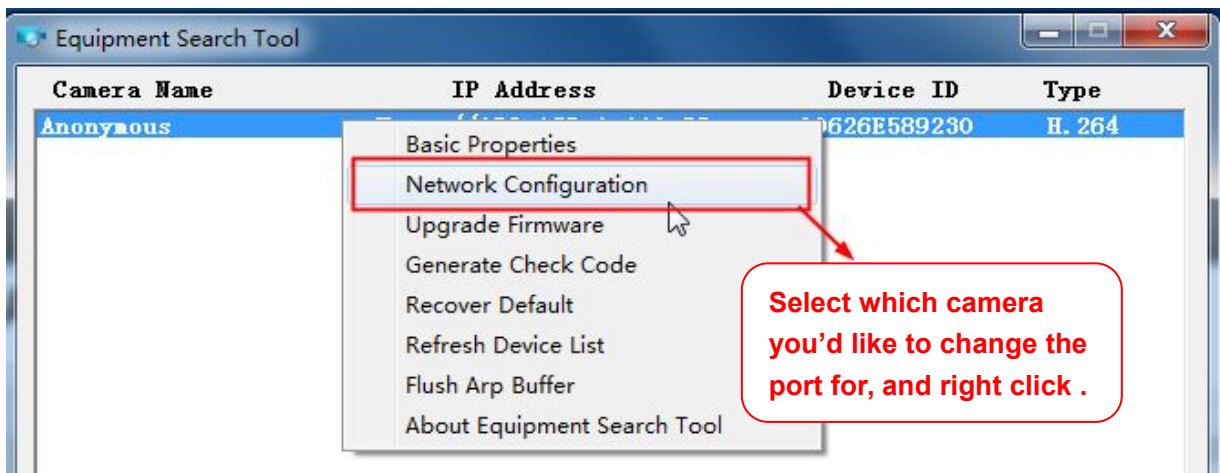 Equipment Search Tool
Camera Name IP Address Device ID Type
Anonymous 0626E589230 H.264
Basic Properties
Network Configuration
Upgrade Firmware
Generate Check Code
Recover Default
Refresh Device List
Flush Arp Buffer
About Equipment Search Tool
Select which camera
you’d like to change the
port for, and right click .